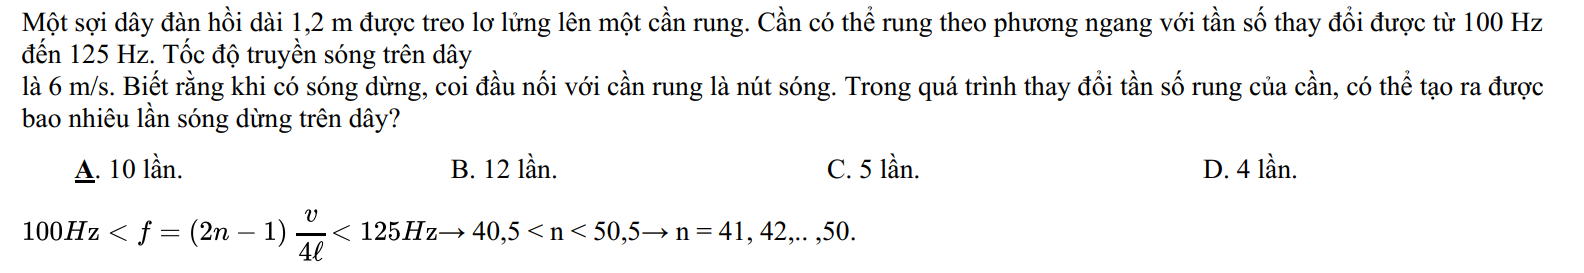 Một sợi dây đàn hồi dài 1,2 m được treo lơ lửng lên một cần rung. Cần có thể rung theo phương ngang với tần số thay đổi được từ 100 Hz
đến 125 Hz. Tốc độ truyền sóng trên dây
là 6 m/s. Biết rằng khi có sóng dừng, coi đầu nối với cần rung là nút sóng. Trong quá trình thay đổi tần số rung của cần, có thể tạo ra được
bao nhiêu lần sóng dừng trên dây?
A. 10 lần. B. 12 lần. C. 5 lần. D. 4 lần.
100Hz < f = (2n − 1) v/4ℓ < 125Hz→ 40,5 < n < 50,5→ n = 41, 42,.. ,50.